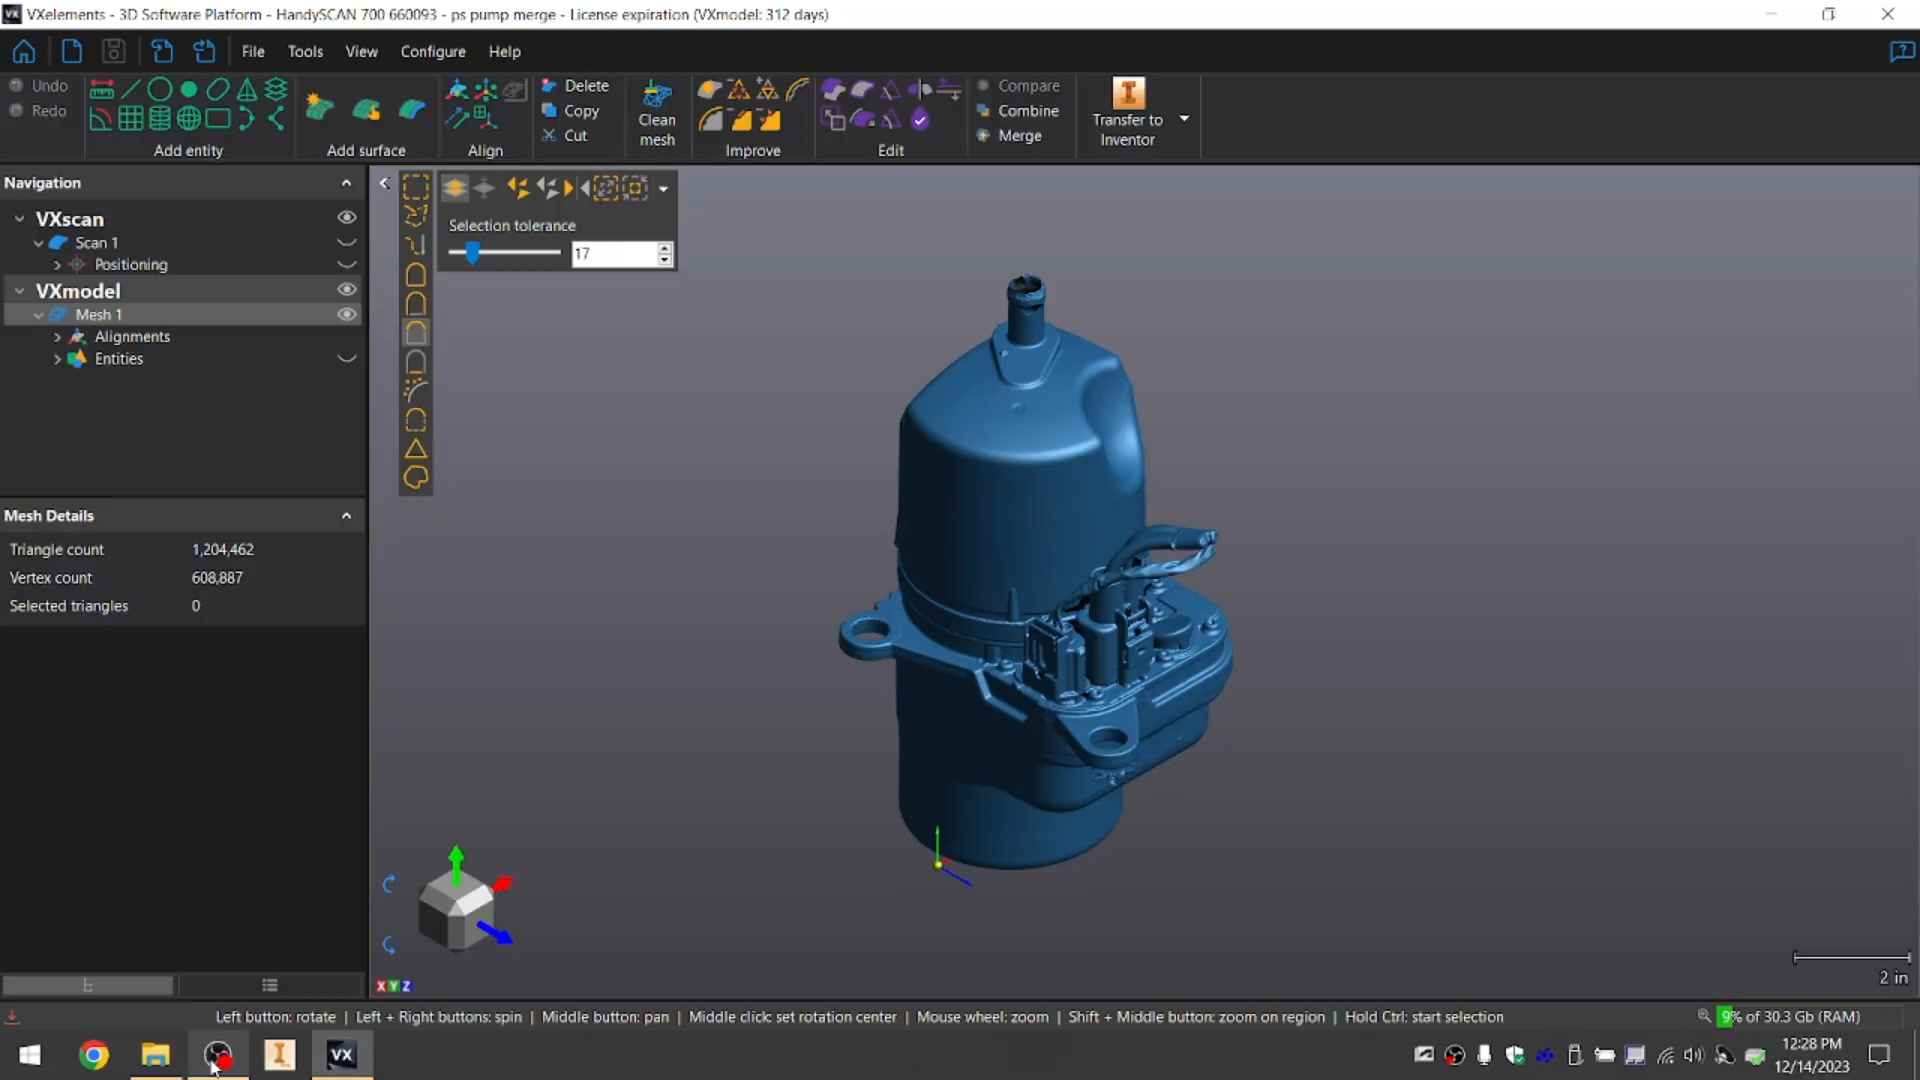 VXelements - 3D Software Platform - HandySCAN 700 660093 - ps pump merge - License expiration (VXmodel: 312 days)
File Tools View Configure Help
Undo
Redo
Add entity
Add surface
Align
Delete
Copy
Cut
Clean mesh
Improve
Edit
Compare
Combine
Merge
Transfer to Inventor
Navigation
VXscan
Scan 1
Positioning
VXmodel
Mesh 1
Alignments
Entities
Selection tolerance
17
Mesh Details
Triangle count 1,204,462
Vertex count 608,887
Selected triangles 0
X Y Z
2 in
Left button: rotate | Left + Right buttons: spin | Middle button: pan | Middle click: set rotation center | Mouse wheel: zoom | Shift + Middle button: zoom on region | Hold Ctrl: start selection
9% of 30.3 Gb (RAM)
VX
12:28 PM
12/14/2023